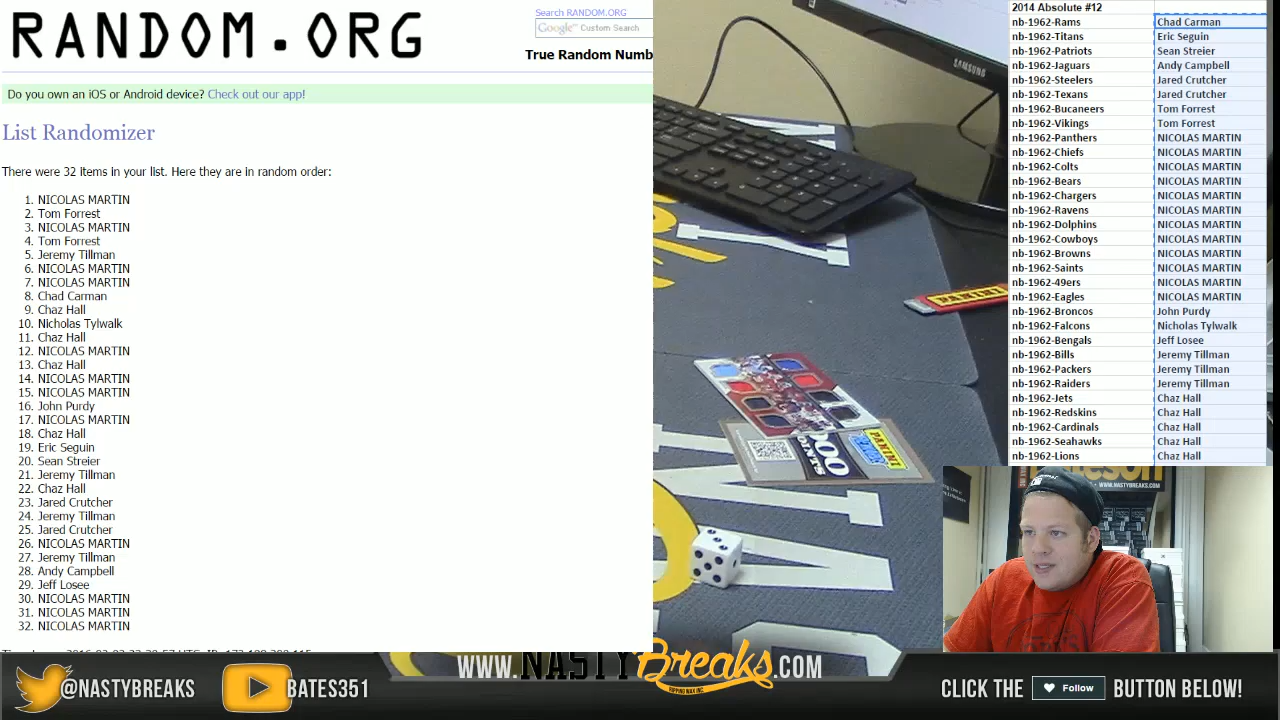 RANDOM.ORG
Search RANDOM.ORG
Google Custom Search
True Random Numb
Do you own an iOS or Android device? Check out our app!
List Randomizer
There were 32 items in your list. Here they are in random order:
1. NICOLAS MARTIN
2. Tom Forrest
3. NICOLAS MARTIN
4. Tom Forrest
5. Jeremy Tillman
6. NICOLAS MARTIN
7. NICOLAS MARTIN
8. Chad Carman
9. Chaz Hall
10. Nicholas Tylwalk
11. Chaz Hall
12. NICOLAS MARTIN
13. Chaz Hall
14. NICOLAS MARTIN
15. NICOLAS MARTIN
16. John Purdy
17. NICOLAS MARTIN
18. Chaz Hall
19. Eric Seguin
20. Sean Streier
21. Jeremy Tillman
22. Chaz Hall
23. Jared Crutcher
24. Jeremy Tillman
25. Jared Crutcher
26. NICOLAS MARTIN
27. Jeremy Tillman
28. Andy Campbell
29. Jeff Losee
30. NICOLAS MARTIN
31. NICOLAS MARTIN
32. NICOLAS MARTIN
SAMSUNG
PANINI
PANINI
POINTS
2014 Absolute #12
nb-1962-Rams Chad Carman
nb-1962-Titans Eric Seguin
nb-1962-Patriots Sean Streier
nb-1962-Jaguars Andy Campbell
nb-1962-Steelers Jared Crutcher
nb-1962-Texans Jared Crutcher
nb-1962-Bucaneers Tom Forrest
nb-1962-Vikings Tom Forrest
nb-1962-Panthers NICOLAS MARTIN
nb-1962-Chiefs NICOLAS MARTIN
nb-1962-Colts NICOLAS MARTIN
nb-1962-Bears NICOLAS MARTIN
nb-1962-Chargers NICOLAS MARTIN
nb-1962-Ravens NICOLAS MARTIN
nb-1962-Dolphins NICOLAS MARTIN
nb-1962-Cowboys NICOLAS MARTIN
nb-1962-Browns NICOLAS MARTIN
nb-1962-Saints NICOLAS MARTIN
nb-1962-49ers NICOLAS MARTIN
nb-1962-Eagles NICOLAS MARTIN
nb-1962-Broncos John Purdy
nb-1962-Falcons Nicholas Tylwalk
nb-1962-Bengals Jeff Losee
nb-1962-Bills Jeremy Tillman
nb-1962-Packers Jeremy Tillman
nb-1962-Raiders Jeremy Tillman
nb-1962-Jets Chaz Hall
nb-1962-Redskins Chaz Hall
nb-1962-Cardinals Chaz Hall
nb-1962-Seahawks Chaz Hall
nb-1962-Lions Chaz Hall
WWW.NASTYBREAKS.COM
@NASTYBREAKS
BATES351
WWW.NASTYBreaks.COM
RIPPING WAX INC.
CLICK THE Follow BUTTON BELOW!